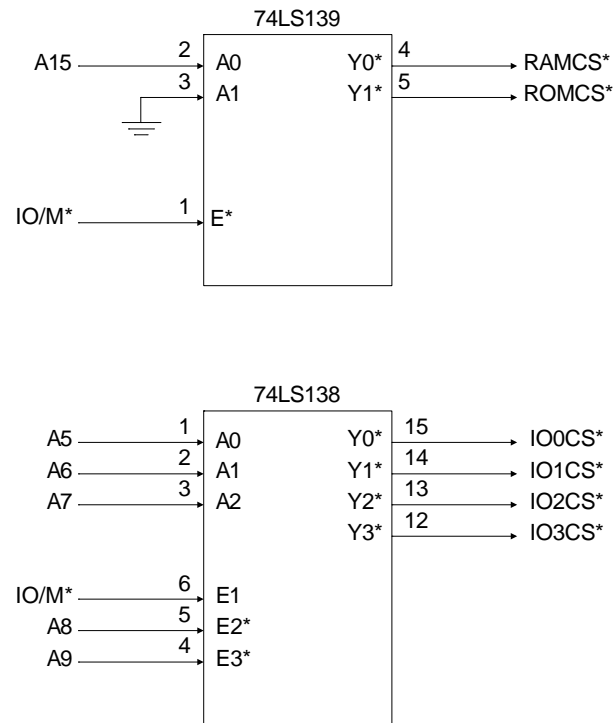 74LS139
A15 2 A0 Y0* 4 RAMCS*
3 A1 Y1* 5 ROMCS*
IO/M* 1 E*
74LS138
A5 1 A0 Y0* 15 IO0CS*
A6 2 A1 Y1* 14 IO1CS*
A7 3 A2 Y2* 13 IO2CS*
Y3* 12 IO3CS*
IO/M* 6 E1
A8 5 E2*
A9 4 E3*